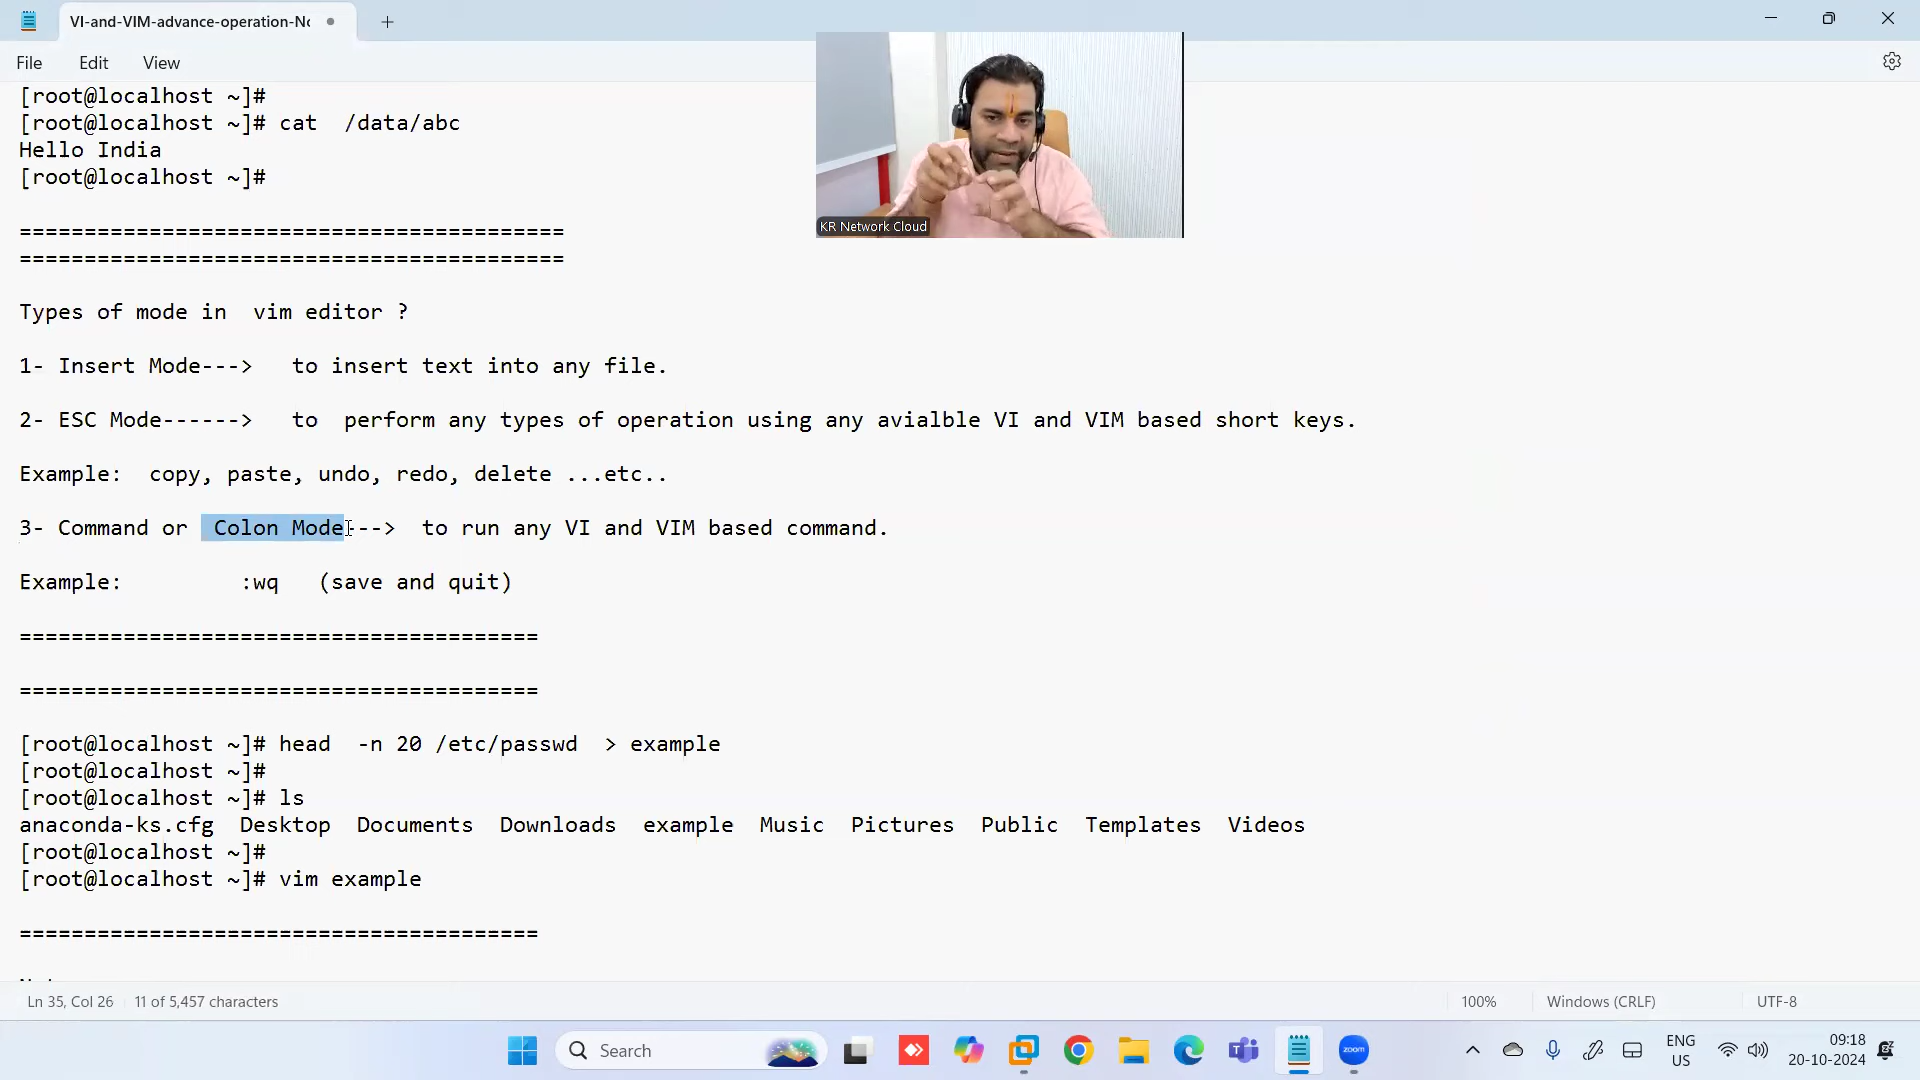 VI-and-VIM-advance-operation-No
File Edit View
[root@localhost ~]#
[root@localhost ~]# cat  /data/abc
Hello India
[root@localhost ~]#
KR Network Cloud
==========================================
==========================================
Types of mode in  vim editor ?
1- Insert Mode--->   to insert text into any file.
2- ESC Mode------>   to  perform any types of operation using any avialble VI and VIM based short keys.
Example:  copy, paste, undo, redo, delete ...etc..
3- Command or  Colon Mode---->  to run any VI and VIM based command.
Example:         :wq   (save and quit)
========================================
========================================
[root@localhost ~]# head  -n 20 /etc/passwd  > example
[root@localhost ~]#
[root@localhost ~]# ls
anaconda-ks.cfg  Desktop  Documents  Downloads  example  Music  Pictures  Public  Templates  Videos
[root@localhost ~]#
[root@localhost ~]# vim example
========================================
Ln 35, Col 26 11 of 5,457 characters 100% Windows (CRLF) UTF-8
Search zoom ENG US 09:18 20-10-2024